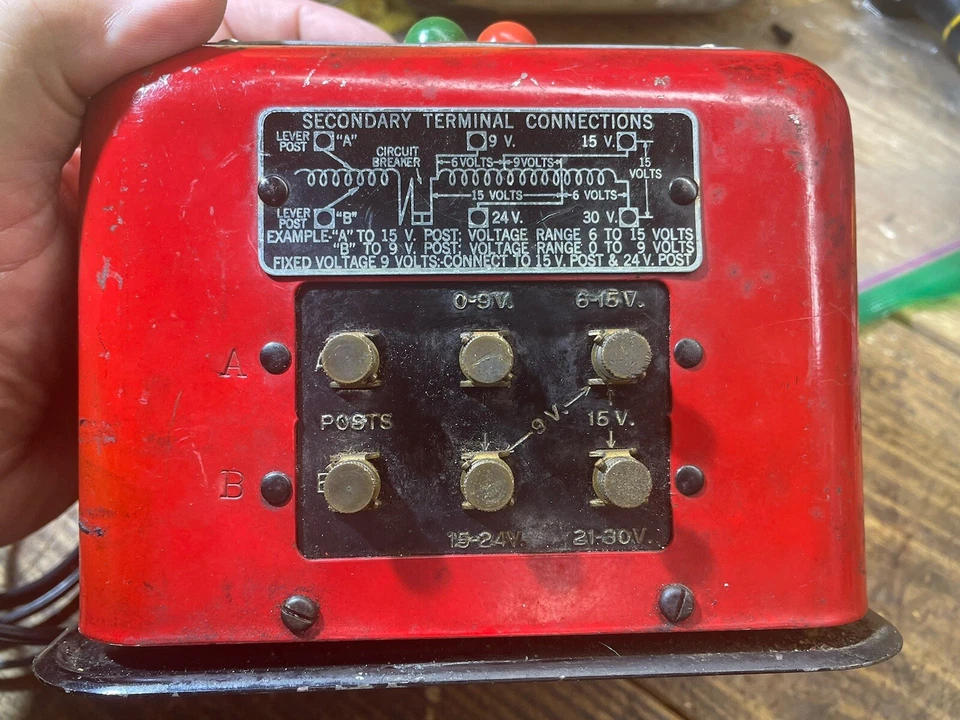 SECONDARY TERMINAL CONNECTIONS
LEVER POST "A" 9 V. 15 V.
CIRCUIT BREAKER
6 VOLTS 9 VOLTS
15 VOLTS
15 VOLTS 6 VOLTS
LEVER POST "B" 24 V. 30 V.
EXAMPLE-"A" TO 15 V. POST: VOLTAGE RANGE 6 TO 15 VOLTS
"B" TO 9 V. POST: VOLTAGE RANGE 0 TO 9 VOLTS
FIXED VOLTAGE 9 VOLTS:-CONNECT TO 15 V. POST & 24 V. POST
0-9V. 6-15V.
A
POSTS 9 V. 15 V.
B
15-24V. 21-30V.